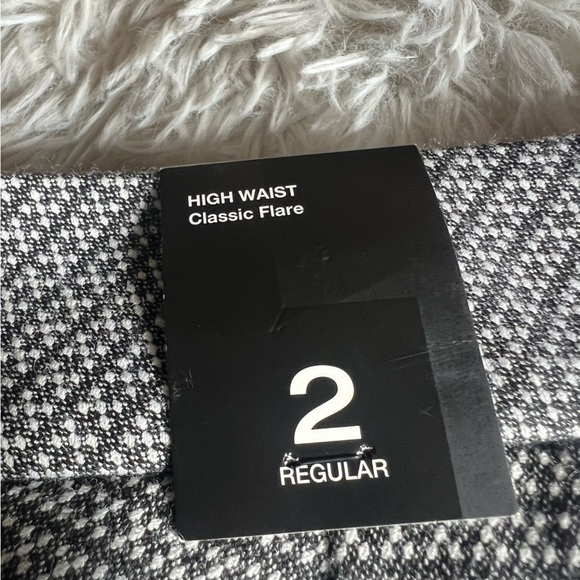 HIGH WAIST
Classic Flare
2
REGULAR